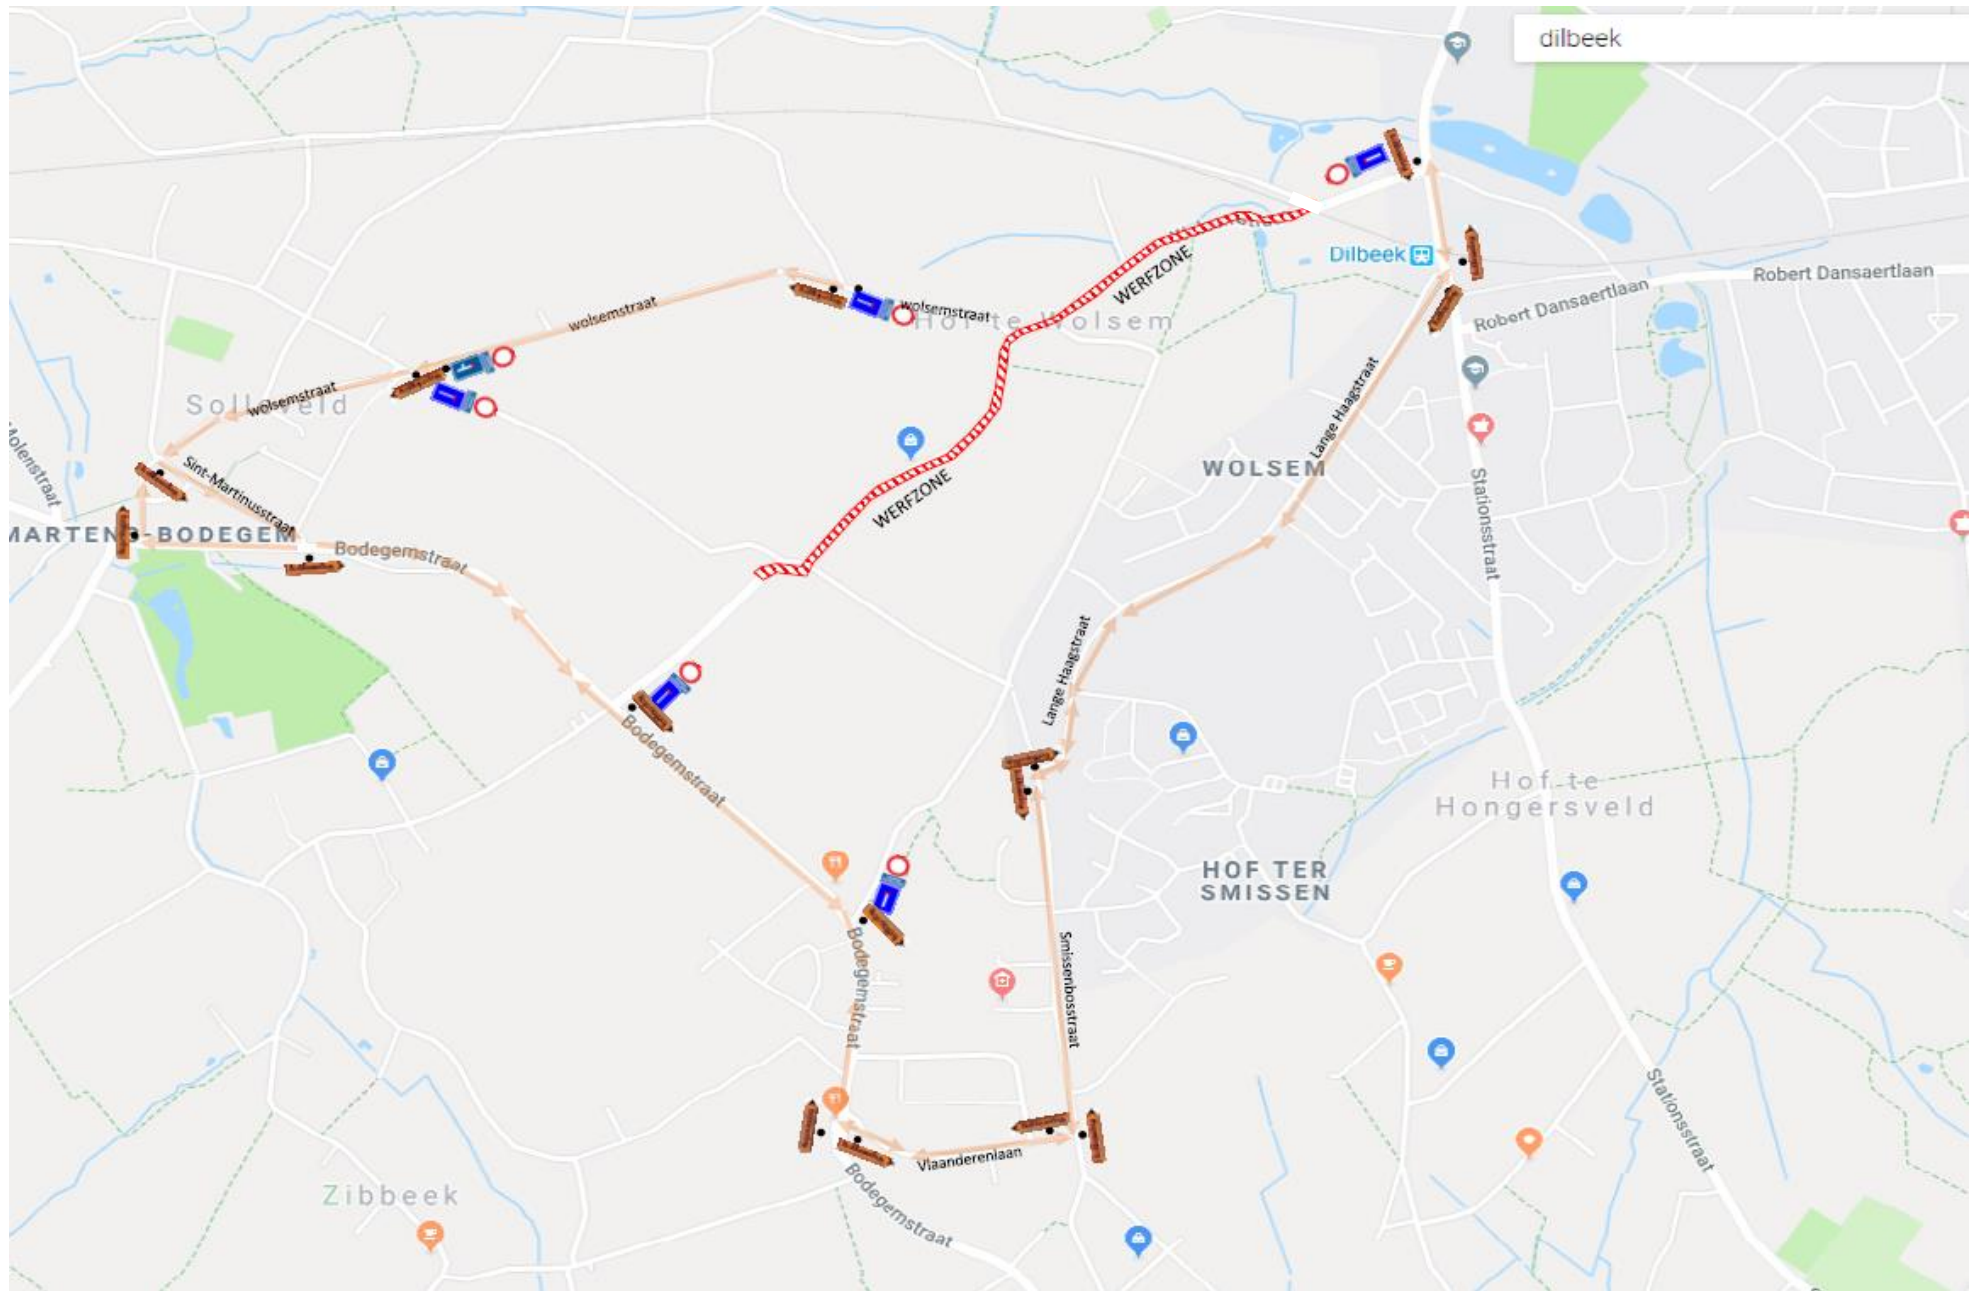 dilbeek
Dilbeek
Robert Dansaertlaan
Robert Dansaertlaan
WERFZONE
wolsemstraat
Hof te Wolsem
wolsemstraat
wolsemstraat
Solleveld
Molenstraat
Lange Haagstraat
WOLSEM
Stationsstraat
Sint-Martinusstraat
WERFZONE
MARTENS-BODEGEM
Bodegemstraat
Lange Haagstraat
Bodegemstraat
Hof te
Hongersveld
HOF TER
SMISSEN
Bodegemstraat
Smissenbosstraat
Stationsstraat
Vlaanderenlaan
Bodegemstraat
Zibbeek